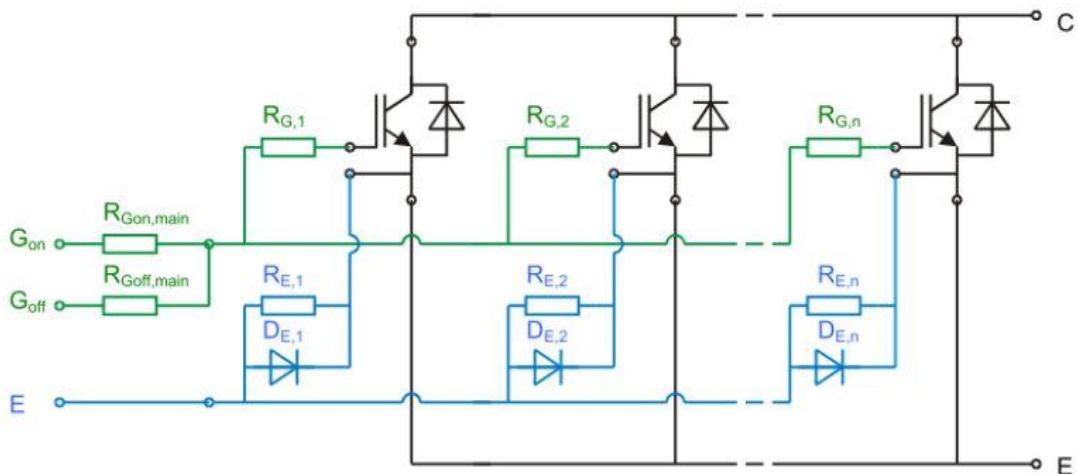 C
R_G,1
R_G,2
R_G,n
R_Gon,main
G_on
R_Goff,main
R_E,1
R_E,2
R_E,n
G_off
D_E,1
D_E,2
D_E,n
E
E